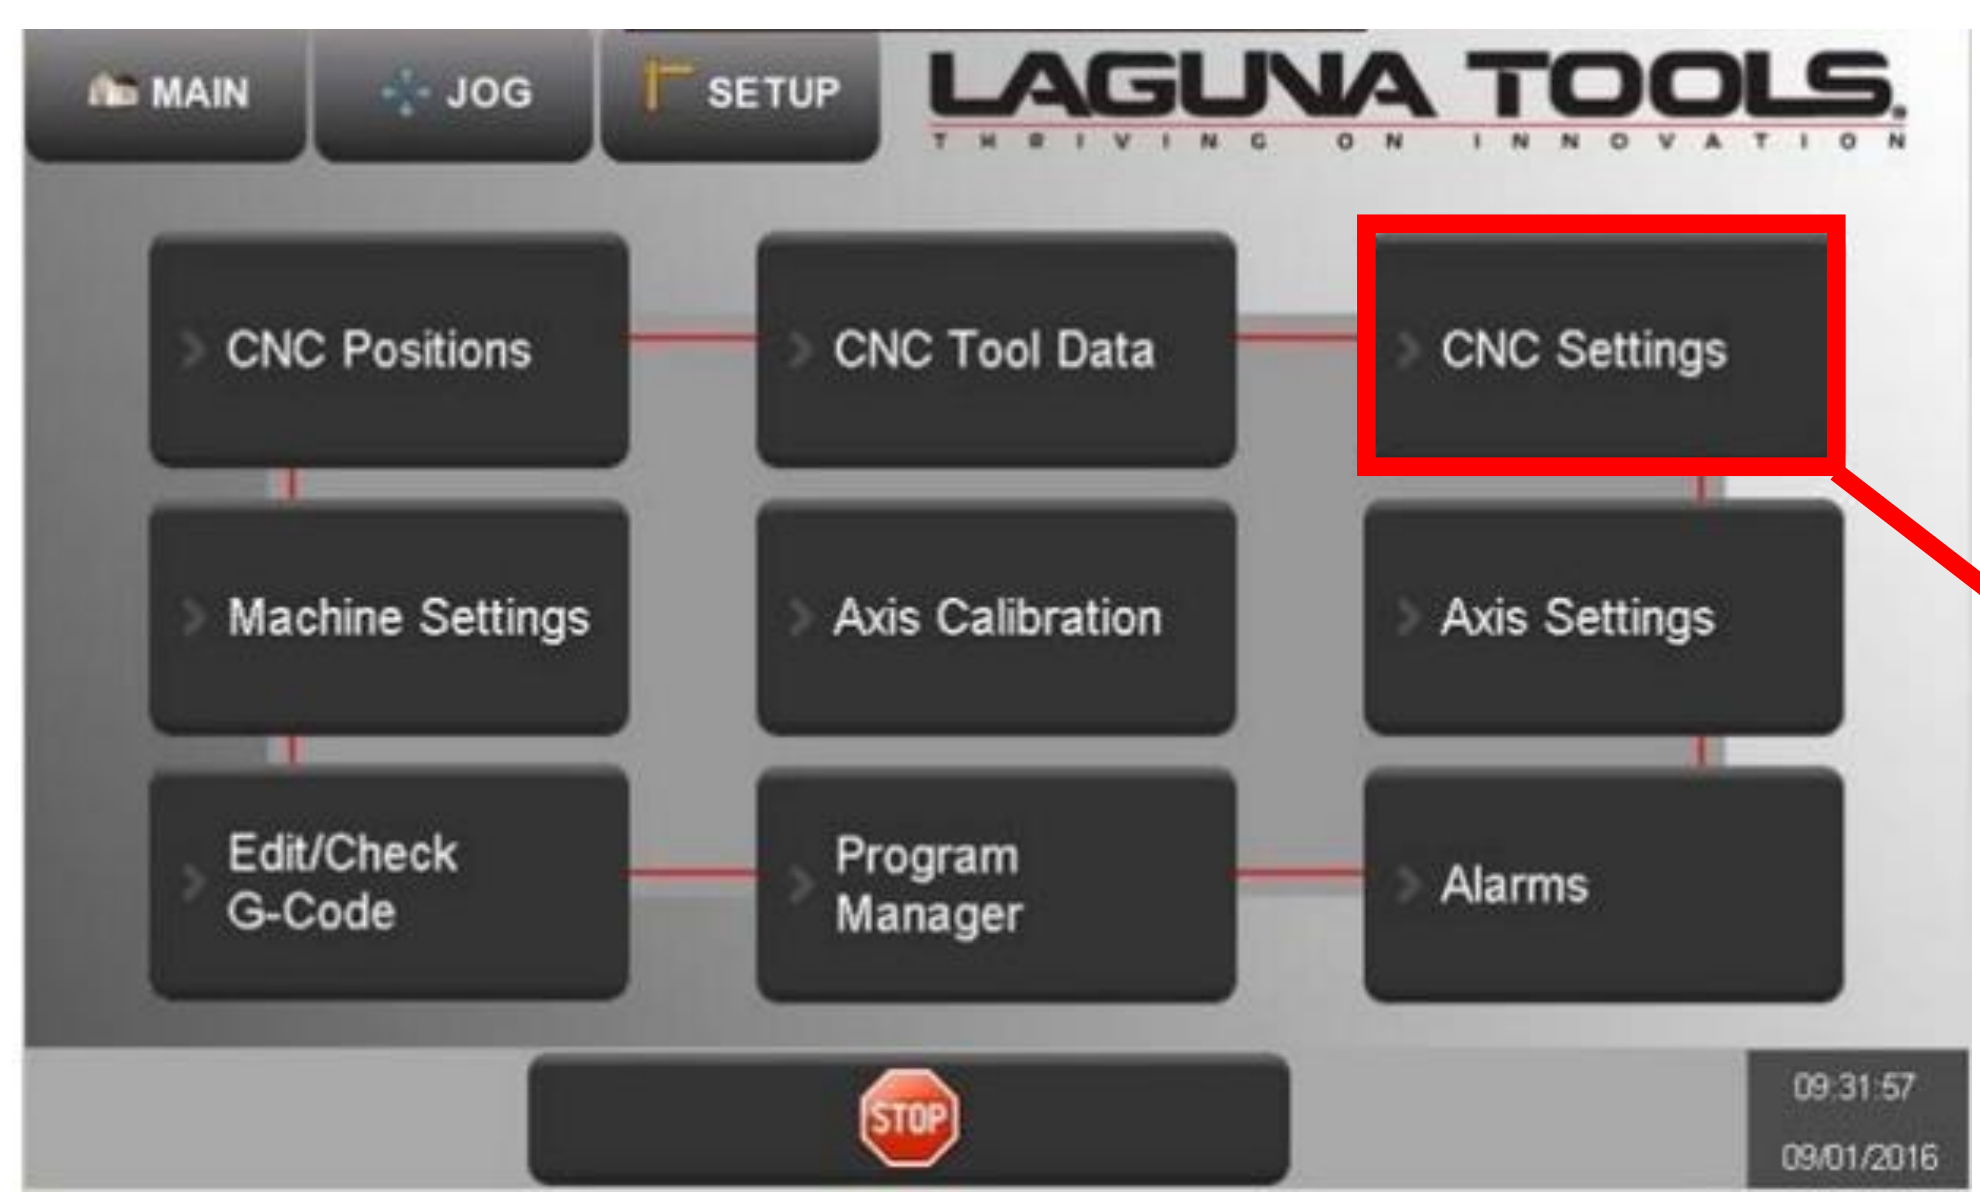 MAIN
JOG
SETUP
LAGUNA TOOLS®
THRIVING ON INNOVATION
CNC Positions
CNC Tool Data
CNC Settings
Machine Settings
Axis Calibration
Axis Settings
Edit/Check
G-Code
Program
Manager
Alarms
STOP
09:31:57
09/01/2016